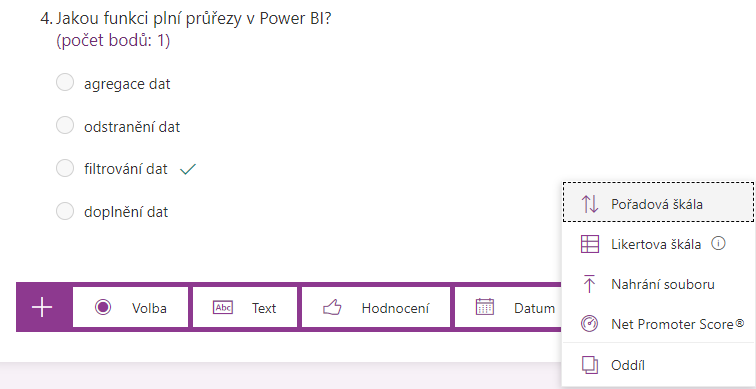 4. Jakou funkci plní průřezy v Power BI?
(počet bodů: 1)
agregace dat
odstranění dat
filtrování dat
doplnění dat
Volba
Abc Text
Hodnocení
Datum
Pořadová škála
Likertova škála
Nahrání souboru
Net Promoter Score®
Oddíl